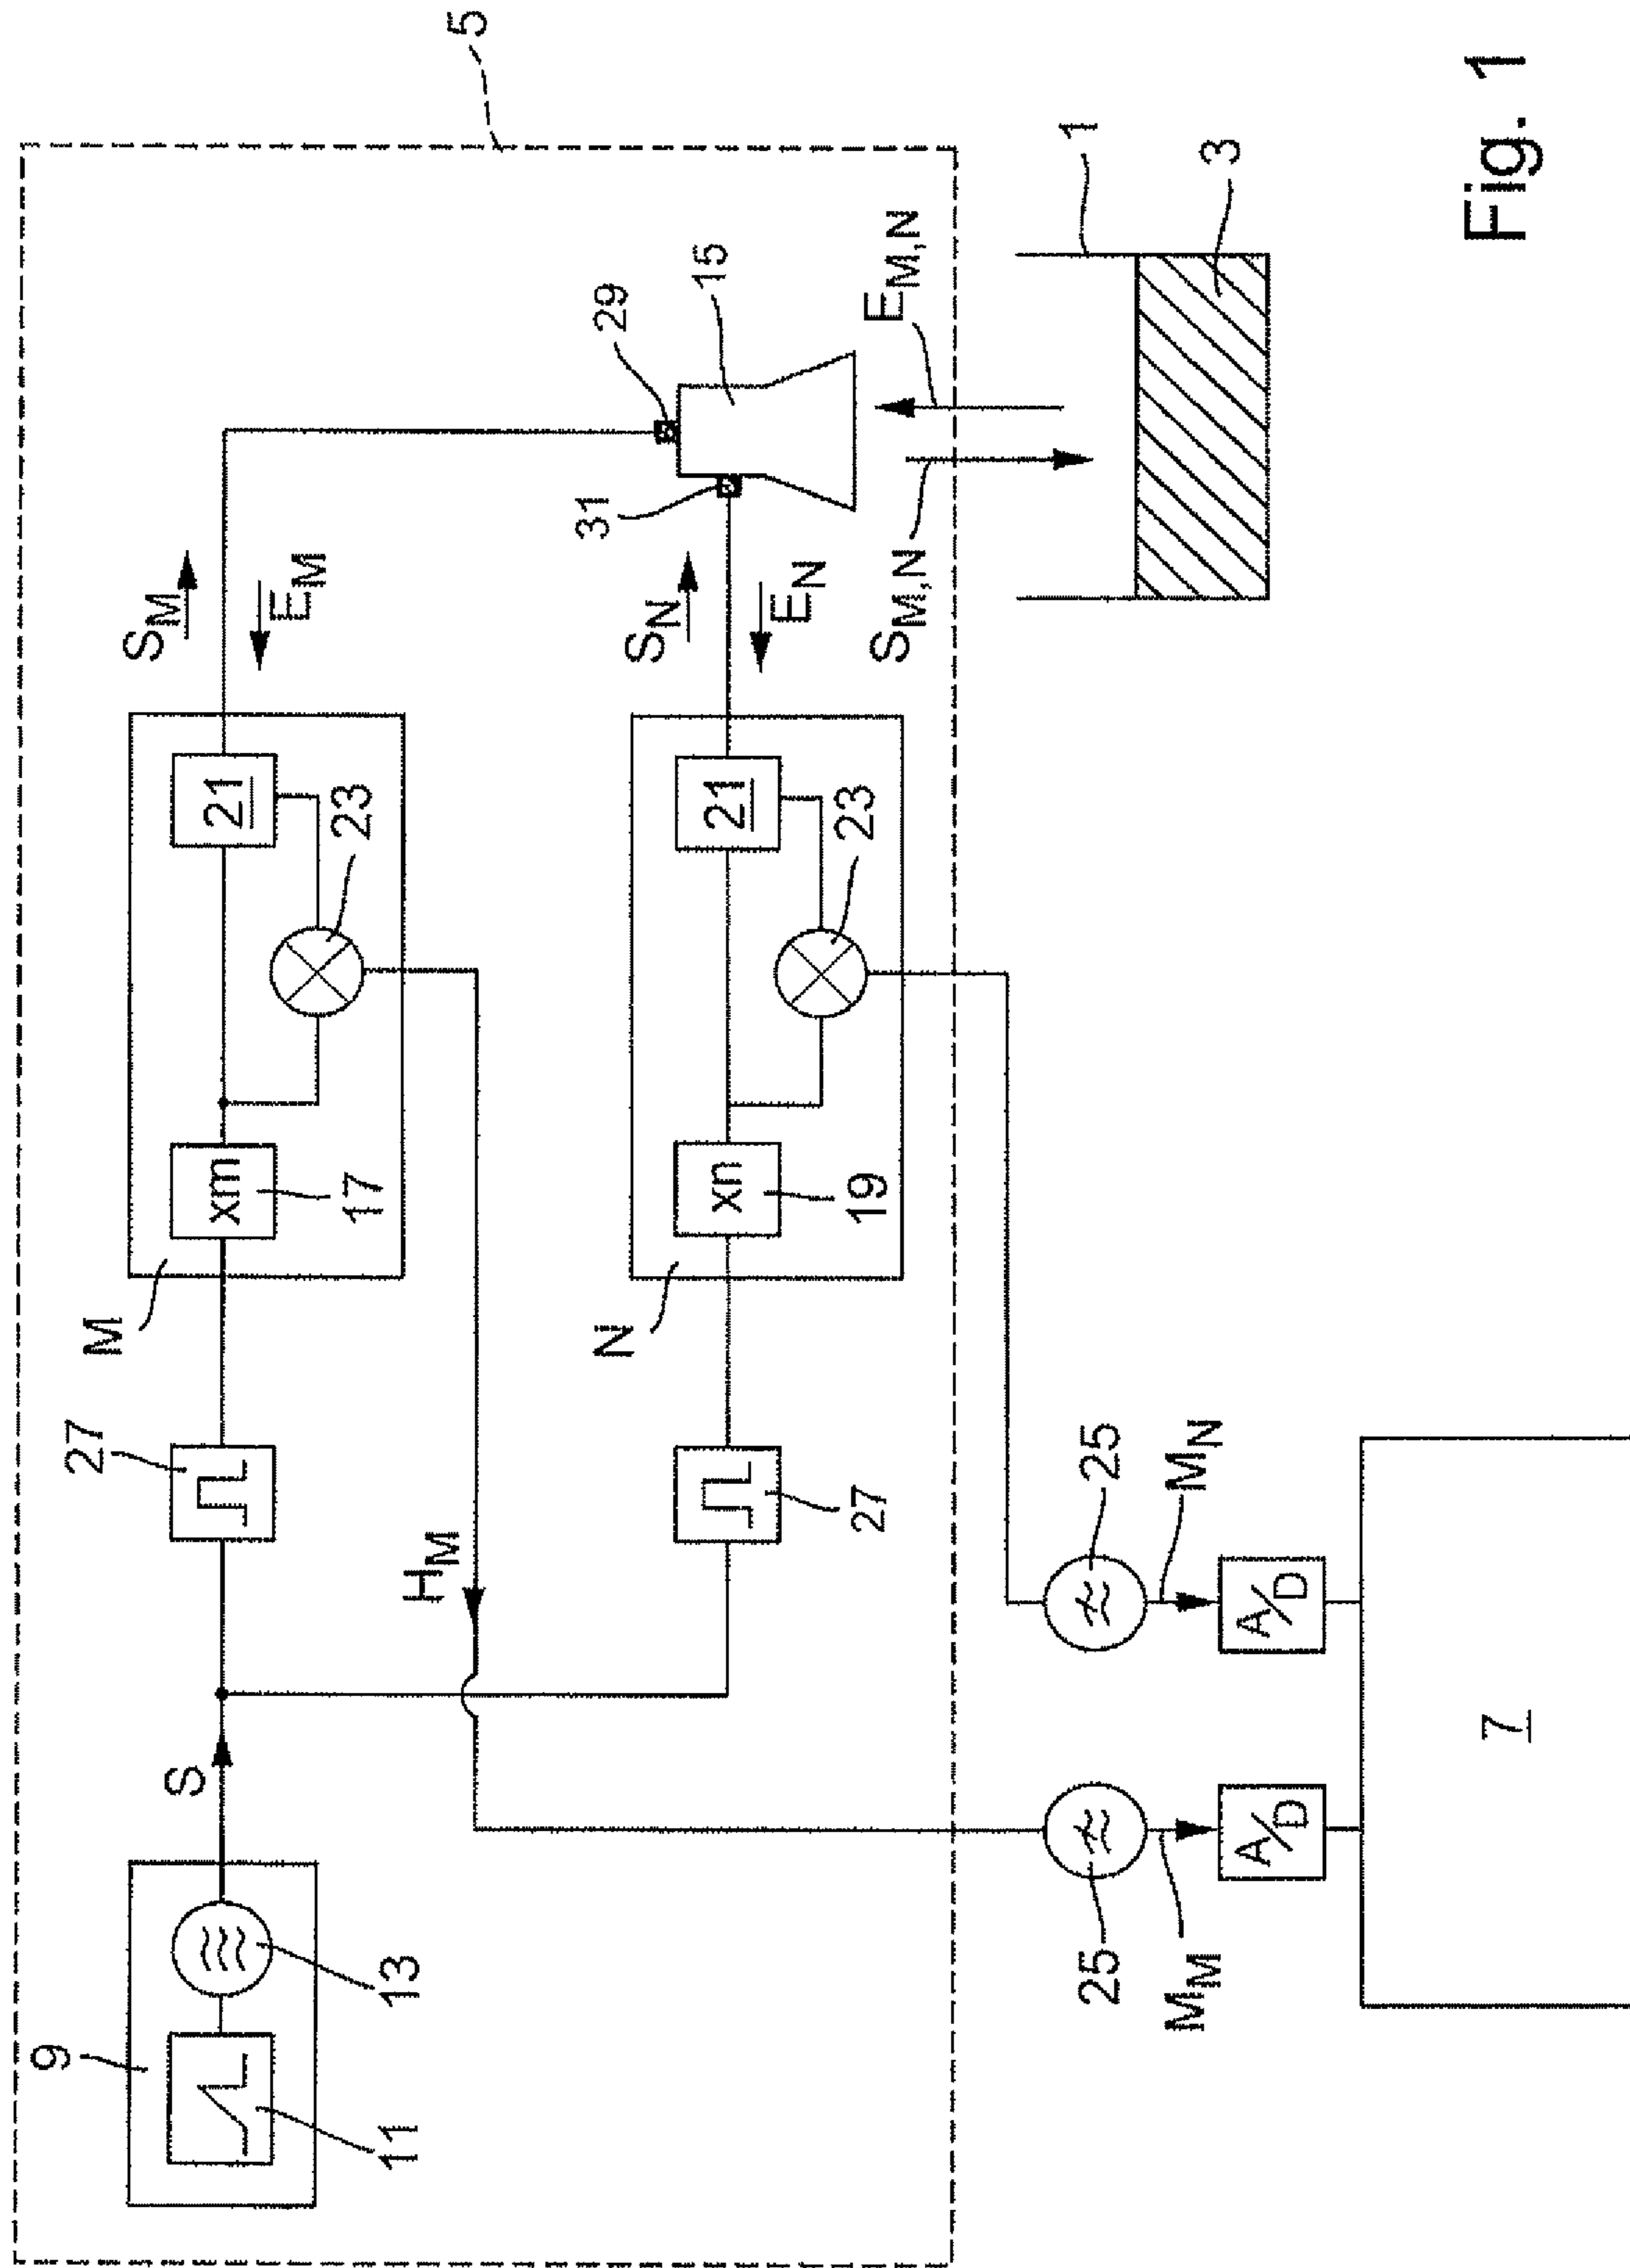 5
S_M
E_M
29
15
31
S_N
E_N
S_M,N
E_M,N
1
3
21
23
21
23
xm
17
M
xn
19
N
27
27
H_M
S
9
13
11
25
M_N
A/D
25
M_M
A/D
7
Fig. 1